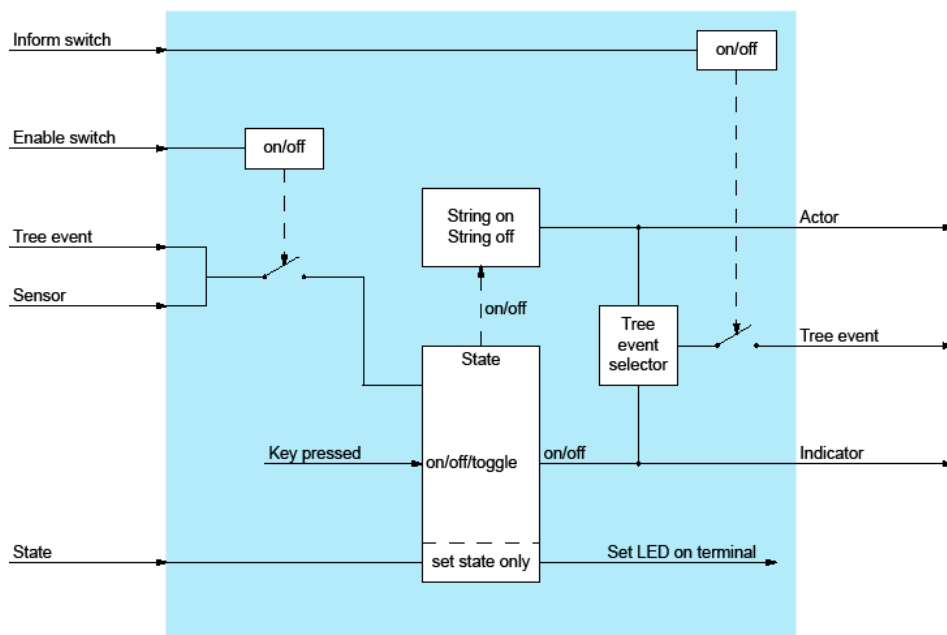 Inform switch
on/off
Enable switch
on/off
String on
String off
Actor
Tree event
Sensor
on/off
Tree
event
selector
Tree event
State
Key pressed
on/off/toggle
on/off
Indicator
State
set state only
Set LED on terminal